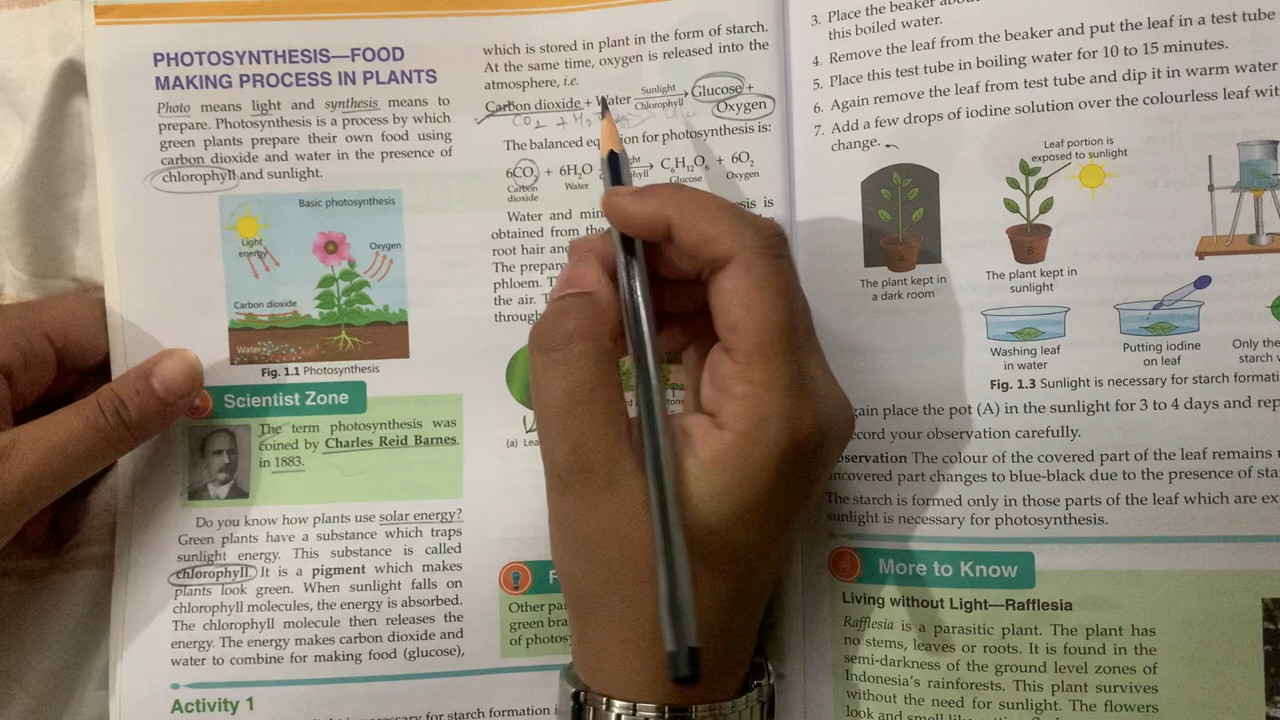 PHOTOSYNTHESIS—FOOD
MAKING PROCESS IN PLANTS
Photo means light and synthesis means to
prepare. Photosynthesis is a process by which
green plants prepare their own food using
carbon dioxide and water in the presence of
chlorophyll and sunlight.
Basic photosynthesis
Light
energy
Oxygen
Carbon dioxide
Water
Fig. 1.1 Photosynthesis
Scientist Zone
The term photosynthesis was
coined by Charles Reid Barnes
in 1883.
Do you know how plants use solar energy?
Green plants have a substance which traps
sunlight energy. This substance is called
chlorophyll. It is a pigment which makes
plants look green. When sunlight falls on
chlorophyll molecules, the energy is absorbed.
The chlorophyll molecule then releases the
energy. The energy makes carbon dioxide and
water to combine for making food (glucose),
Activity 1
necessary for starch formation
which is stored in plant in the form of starch.
At the same time, oxygen is released into the
atmosphere, i.e.
Carbon dioxide + Water Sunlight Chlorophyll → Glucose +
Oxygen
CO2 + H2
The balanced for photosynthesis is:
6CO2 + 6H2O → C6H12O6 + 6O2
Carbon dioxide Water Glucose Oxygen
Water and is
obtained from the
root hair
The
phloem.
the air.
(a)
Other
green
of
3. Place the beaker
this boiled water.
4. Remove the leaf from the beaker and put the leaf in a test tube
5. Place this test tube in boiling water for 10 to 15 minutes.
6. Again remove the leaf from test tube and dip it in warm water
7. Add a few drops of iodine solution over the colourless leaf
change.
Leaf portion is
exposed to sunlight
A
B
The plant kept in
a dark room
The plant kept in
sunlight
Washing leaf
in water
Putting iodine
on leaf
Only the
starch
Fig. 1.3 Sunlight is necessary for starch
place the pot (A) in the sunlight for 3 to 4 days and
your observation carefully.
The colour of the covered part of the leaf remains
part changes to blue-black due to the presence of
The starch is formed only in those parts of the leaf which are
sunlight is necessary for photosynthesis.
More to Know
Living without Light—Rafflesia
Rafflesia is a parasitic plant. The plant has
no stems, leaves or roots. It is found in the
semi-darkness of the ground level zones of
Indonesia's rainforests. This plant survives
without the need for sunlight. The flowers
look and smell like